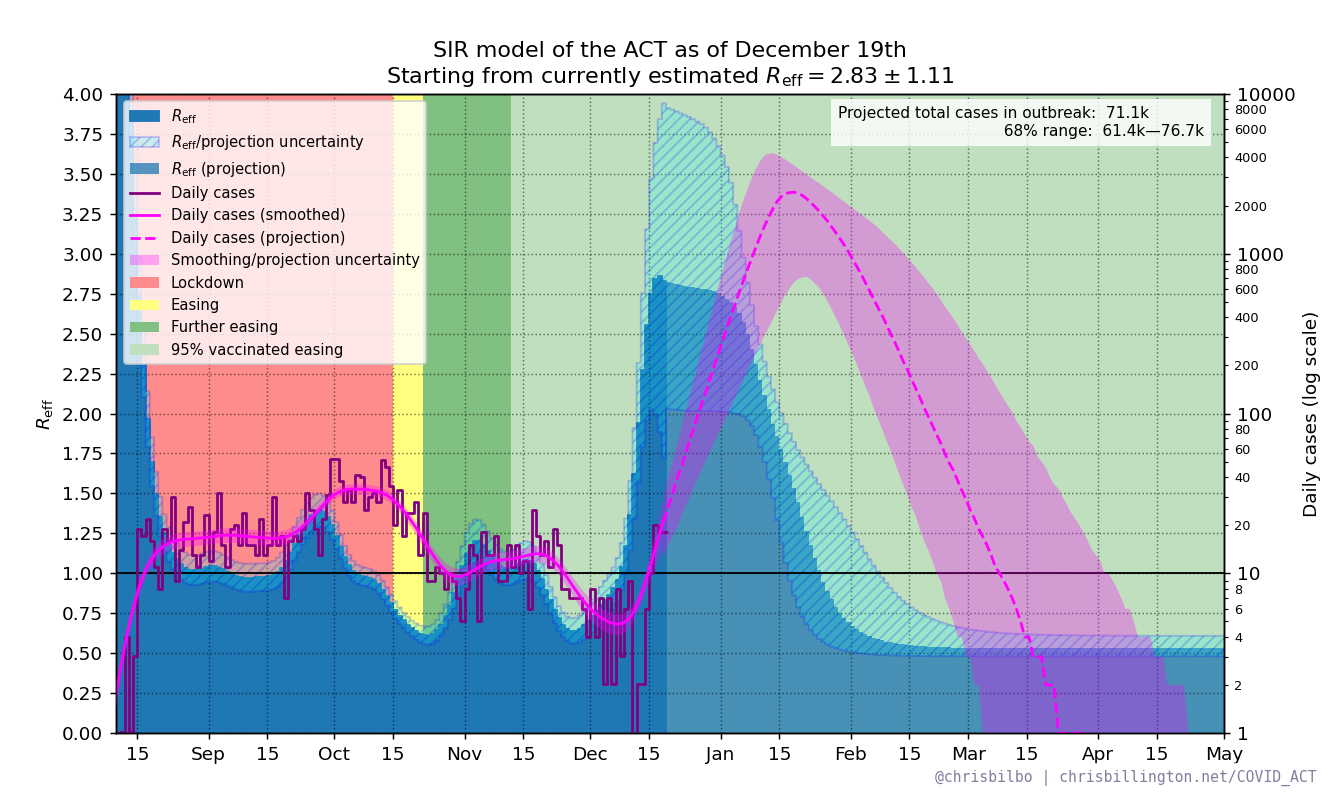 SIR model of the ACT as of December 19th
Starting from currently estimated Reff = 2.83 ± 1.11
Projected total cases in outbreak: 71.1k
68% range: 61.4k—76.7k
Reff
Reff/projection uncertainty
Reff (projection)
Daily cases
Daily cases (smoothed)
Daily cases (projection)
Smoothing/projection uncertainty
Lockdown
Easing
Further easing
95% vaccinated easing
Reff
4.00
3.75
3.50
3.25
3.00
2.75
2.50
2.25
2.00
1.75
1.50
1.25
1.00
0.75
0.50
0.25
0.00
10000
8000
6000
4000
2000
1000
800
600
400
200
100
80
60
40
20
10
8
6
4
2
1
Daily cases (log scale)
15 Sep 15 Oct 15 Nov 15 Dec 15 Jan 15 Feb 15 Mar 15 Apr 15 May
@chrisbilbo | chrisbillington.net/COVID_ACT